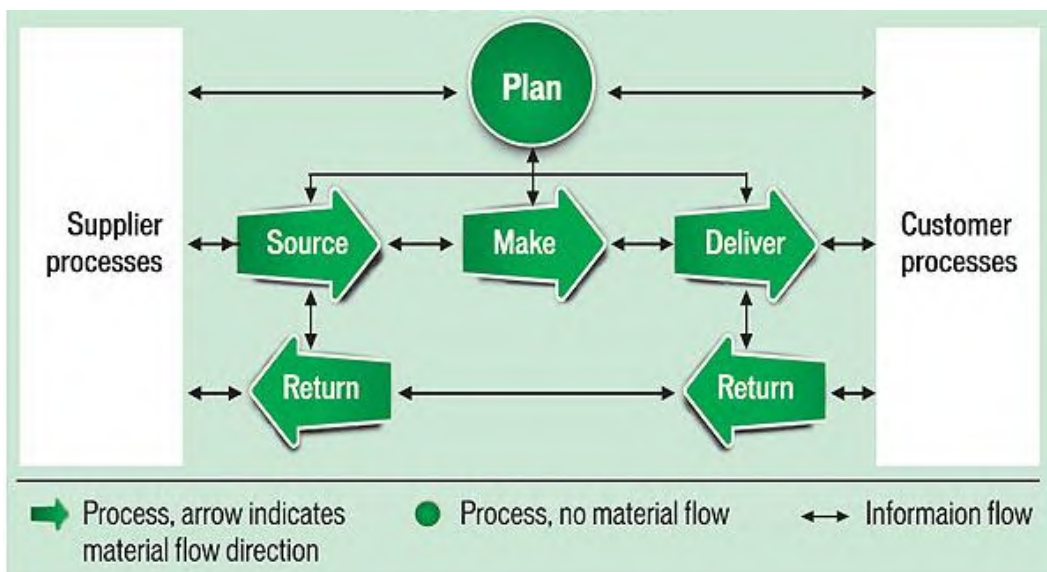 Plan
Supplier
processes
Source
Make
Deliver
Customer
processes
Return
Return
Process, arrow indicates
material flow direction
Process, no material flow
Informaion flow